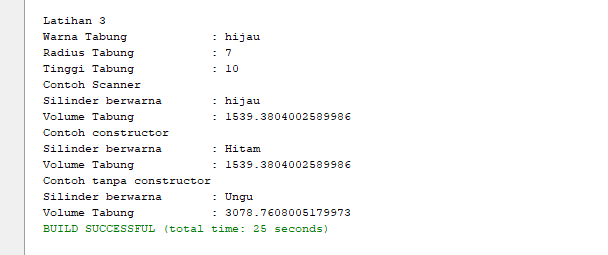 Latihan 3
Warna Tabung : hijau
Radius Tabung : 7
Tinggi Tabung : 10
Contoh Scanner
Silinder berwarna : hijau
Volume Tabung : 1539.3804002589986
Contoh constructor
Silinder berwarna : Hitam
Volume Tabung : 1539.3804002589986
Contoh tanpa constructor
Silinder berwarna : Ungu
Volume Tabung : 3078.7608005179973
BUILD SUCCESSFUL (total time: 25 seconds)